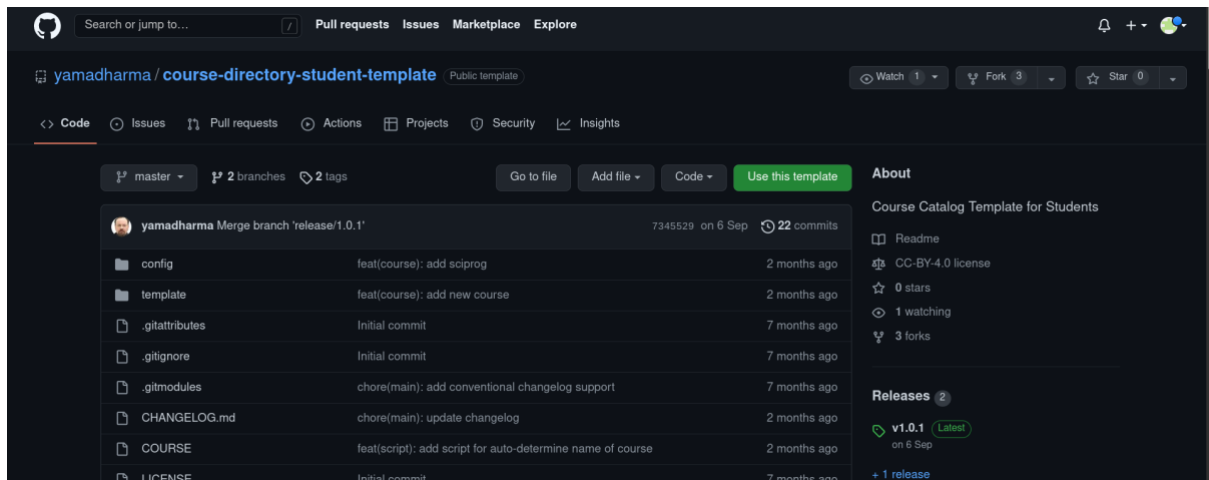 Search or jump to... / Pull requests Issues Marketplace Explore
yamadharma / course-directory-student-template Public template Watch 1 Fork 3 Star 0
<> Code Issues Pull requests Actions Projects Security Insights
master 2 branches 2 tags Go to file Add file Code Use this template
yamadharma Merge branch 'release/1.0.1' 7345529 on 6 Sep 22 commits
config feat(course): add sciprog 2 months ago
template feat(course): add new course 2 months ago
.gitattributes Initial commit 7 months ago
.gitignore Initial commit 7 months ago
.gitmodules chore(main): add conventional changelog support 7 months ago
CHANGELOG.md chore(main): update changelog 2 months ago
COURSE feat(script): add script for auto-determine name of course 2 months ago
LICENSE Initial commit 7 months ago
About
Course Catalog Template for Students
Readme
CC-BY-4.0 license
0 stars
1 watching
3 forks
Releases 2
v1.0.1 Latest
on 6 Sep
+ 1 release